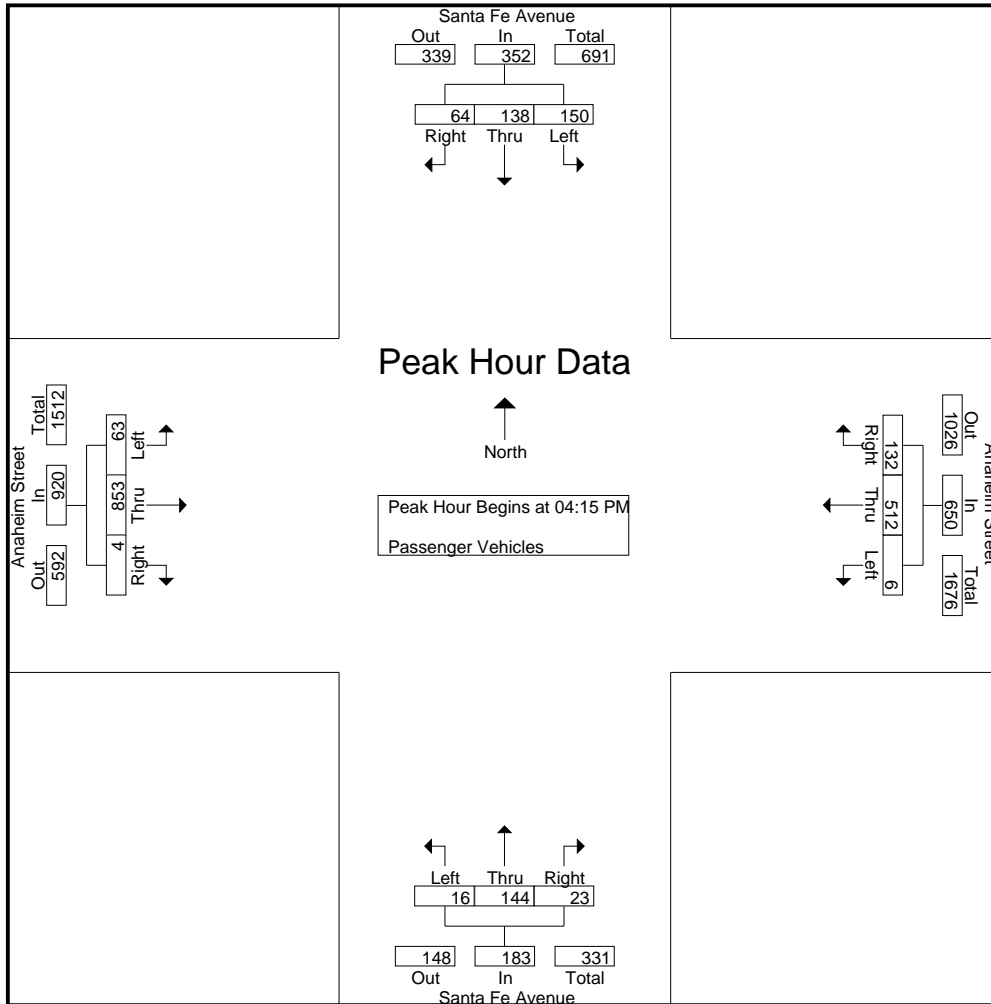 Santa Fe Avenue
Out In Total
339 352 691
64 138 150
Right Thru Left
Peak Hour Data
North
Peak Hour Begins at 04:15 PM
Passenger Vehicles
Anaheim Street
Out In Total
592 920 1512
63 853 4
Left Thru Right
Anaheim Street
Out In Total
1026 650 1676
132 512 6
Right Thru Left
Left Thru Right
16 144 23
148 183 331
Out In Total
Santa Fe Avenue